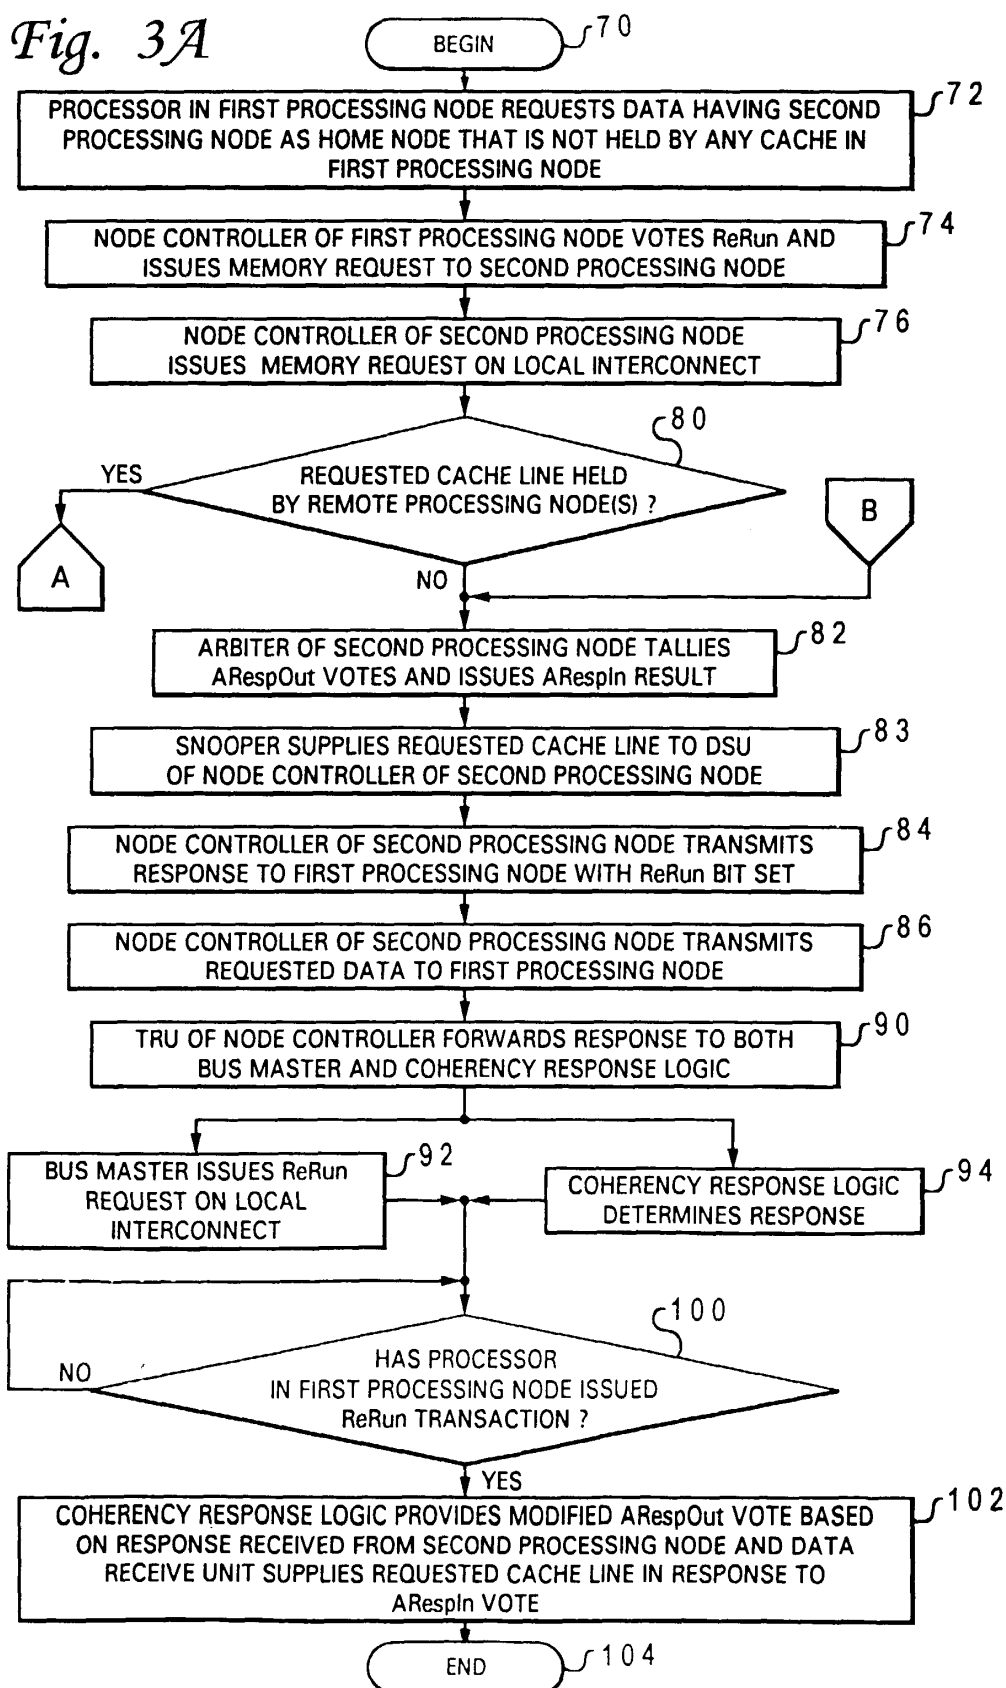 Fig. 3A
BEGIN
70
PROCESSOR IN FIRST PROCESSING NODE REQUESTS DATA HAVING SECOND
PROCESSING NODE AS HOME NODE THAT IS NOT HELD BY ANY CACHE IN
FIRST PROCESSING NODE
72
NODE CONTROLLER OF FIRST PROCESSING NODE VOTES ReRun AND
ISSUES MEMORY REQUEST TO SECOND PROCESSING NODE
74
NODE CONTROLLER OF SECOND PROCESSING NODE
ISSUES MEMORY REQUEST ON LOCAL INTERCONNECT
76
80
YES
REQUESTED CACHE LINE HELD
BY REMOTE PROCESSING NODE(S) ?
B
A
NO
ARBITER OF SECOND PROCESSING NODE TALLIES
ARespOut VOTES AND ISSUES ARespIn RESULT
82
SNOOPER SUPPLIES REQUESTED CACHE LINE TO DSU
OF NODE CONTROLLER OF SECOND PROCESSING NODE
83
NODE CONTROLLER OF SECOND PROCESSING NODE TRANSMITS
RESPONSE TO FIRST PROCESSING NODE WITH ReRun BIT SET
84
NODE CONTROLLER OF SECOND PROCESSING NODE TRANSMITS
REQUESTED DATA TO FIRST PROCESSING NODE
86
TRU OF NODE CONTROLLER FORWARDS RESPONSE TO BOTH
BUS MASTER AND COHERENCY RESPONSE LOGIC
90
BUS MASTER ISSUES ReRun
REQUEST ON LOCAL
INTERCONNECT
92
COHERENCY RESPONSE LOGIC
DETERMINES RESPONSE
94
100
NO
HAS PROCESSOR
IN FIRST PROCESSING NODE ISSUED
ReRun TRANSACTION ?
YES
COHERENCY RESPONSE LOGIC PROVIDES MODIFIED ARespOut VOTE BASED
ON RESPONSE RECEIVED FROM SECOND PROCESSING NODE AND DATA
RECEIVE UNIT SUPPLIES REQUESTED CACHE LINE IN RESPONSE TO
ARespIn VOTE
102
END
104